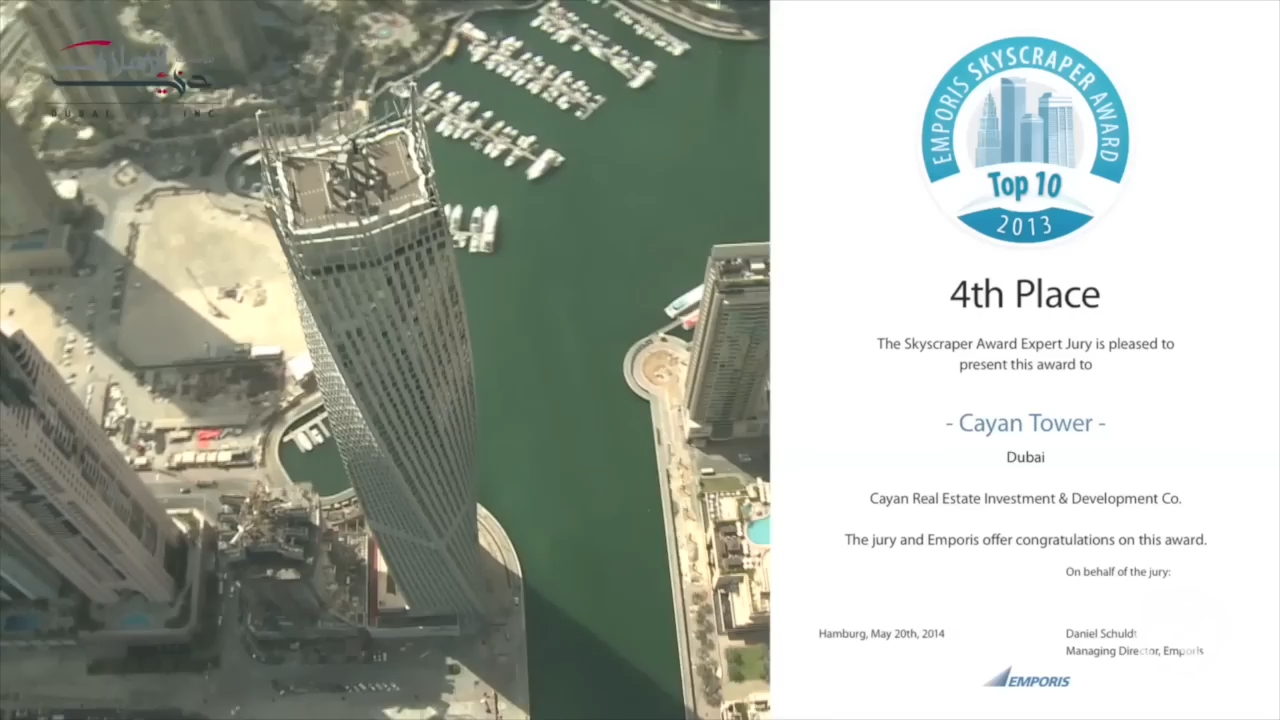 EMPORIS SKYSCRAPER AWARD
Top 10
2013
4th Place
The Skyscraper Award Expert Jury is pleased to
present this award to
- Cayan Tower -
Dubai
Cayan Real Estate Investment & Development Co.
The jury and Emporis offer congratulations on this award.
On behalf of the jury:
Hamburg, May 20th, 2014
Daniel Schuldt
Managing Director, Emporis
EMPORIS